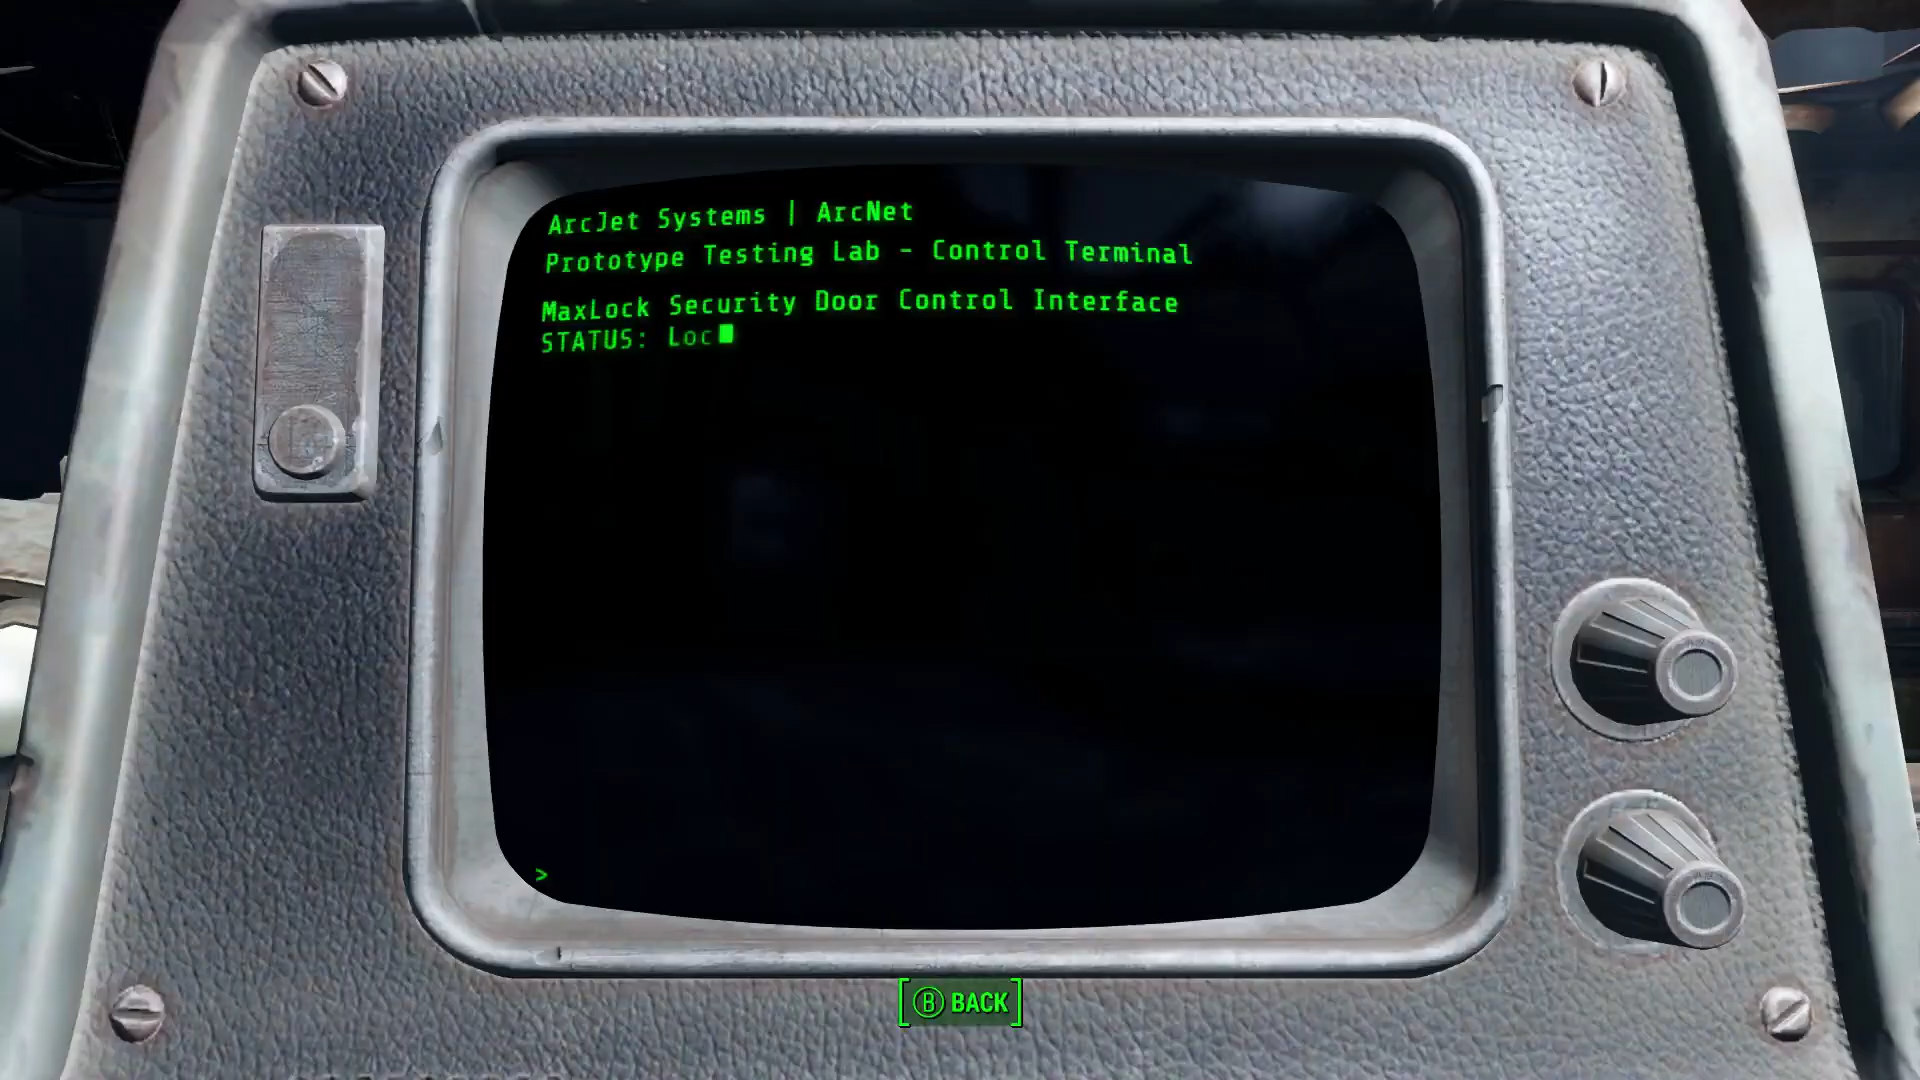 ArcJet Systems | ArcNet
Prototype Testing Lab - Control Terminal
MaxLock Security Door Control Interface
STATUS: Loc
>
[Ⓑ BACK]